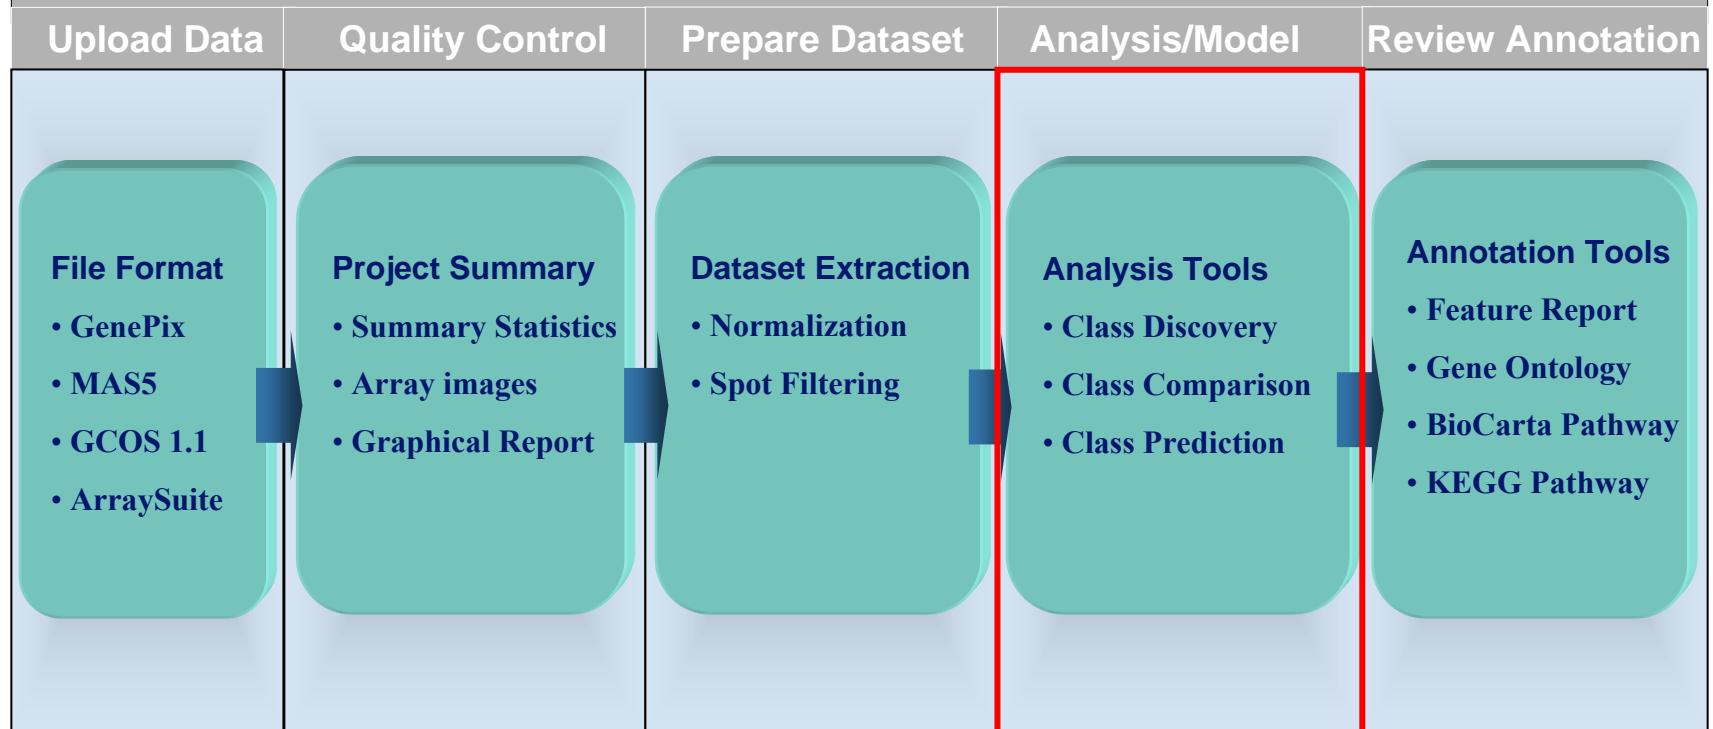 Upload Data
Quality Control
Prepare Dataset
Analysis/Model
Review Annotation
File Format
• GenePix
• MAS5
• GCOS 1.1
• ArraySuite
Project Summary
• Summary Statistics
• Array images
• Graphical Report
Dataset Extraction
• Normalization
• Spot Filtering
Analysis Tools
• Class Discovery
• Class Comparison
• Class Prediction
Annotation Tools
• Feature Report
• Gene Ontology
• BioCarta Pathway
• KEGG Pathway